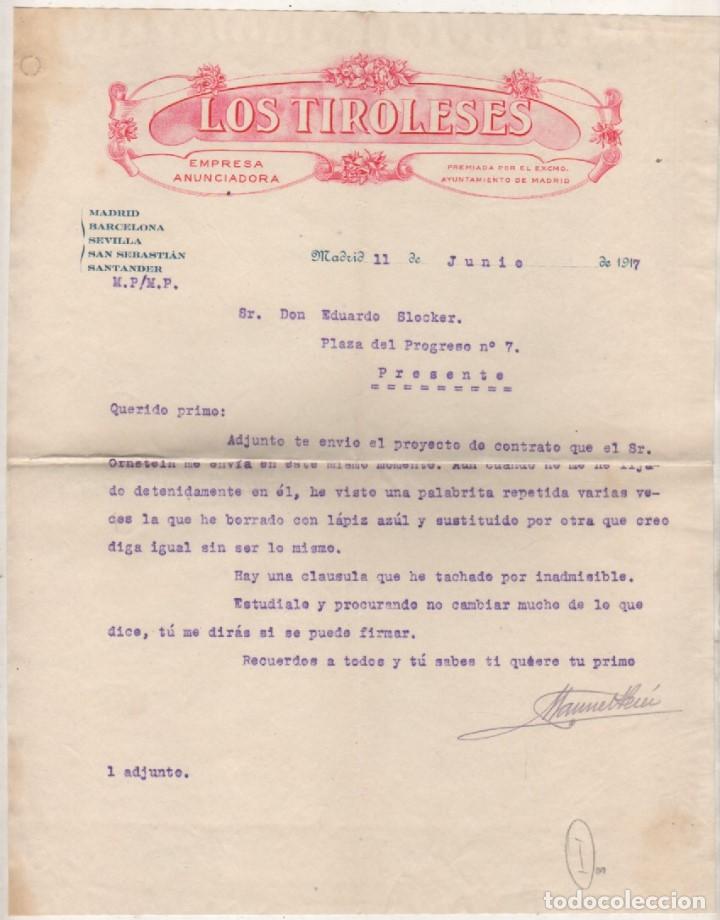 LOS TIROLESES
EMPRESA
ANUNCIADORA
PREMIADA POR EL EXCMO.
AYUNTAMIENTO DE MADRID
MADRID
BARCELONA
SEVILLA
SAN SEBASTIÁN
SANTANDER
Madrid 11 de Junio de 1917
M.P/M.P.
Sr. Don Eduardo Slocker.
Plaza del Progreso nº 7.
Presente
=========
Querido primo:
Adjunto te envio el proyecto de contrato que el Sr.
Ornstein me envía en este mismo momento. Aún cuando no me he fija-
do detenidamente en él, he visto una palabrita repetida varias ve-
ces la que he borrado con lápiz azúl y sustituido por otra que creo
diga igual sin ser lo mismo.
Hay una clausula que he tachado por inadmisible.
Estudiale y procurando no cambiar mucho de lo que
dice, tú me dirás si se puede firmar.
Recuerdos a todos y tú sabes ti quiere tu primo
Manuel
1 adjunto.
todocoleccion
todocoleccion.net